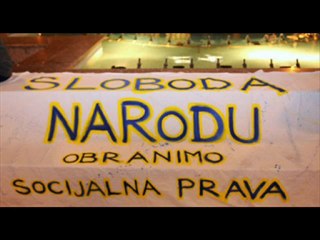 SLOBODA
NARODU
OBRANIMO
SOCIJALNA PRAVA